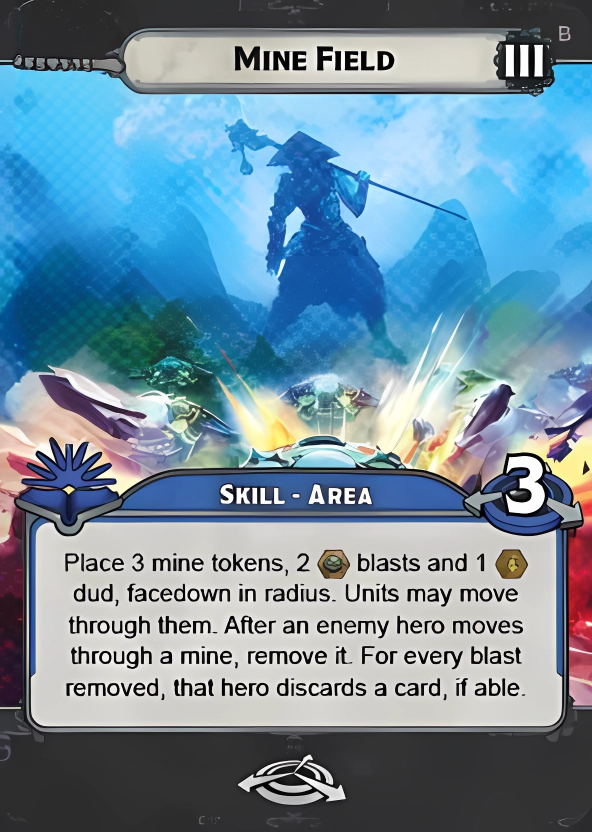 B
MINE FIELD
III
SKILL - AREA
3
Place 3 mine tokens, 2 blasts and 1
dud, facedown in radius. Units may move
through them. After an enemy hero moves
through a mine, remove it. For every blast
removed, that hero discards a card, if able.